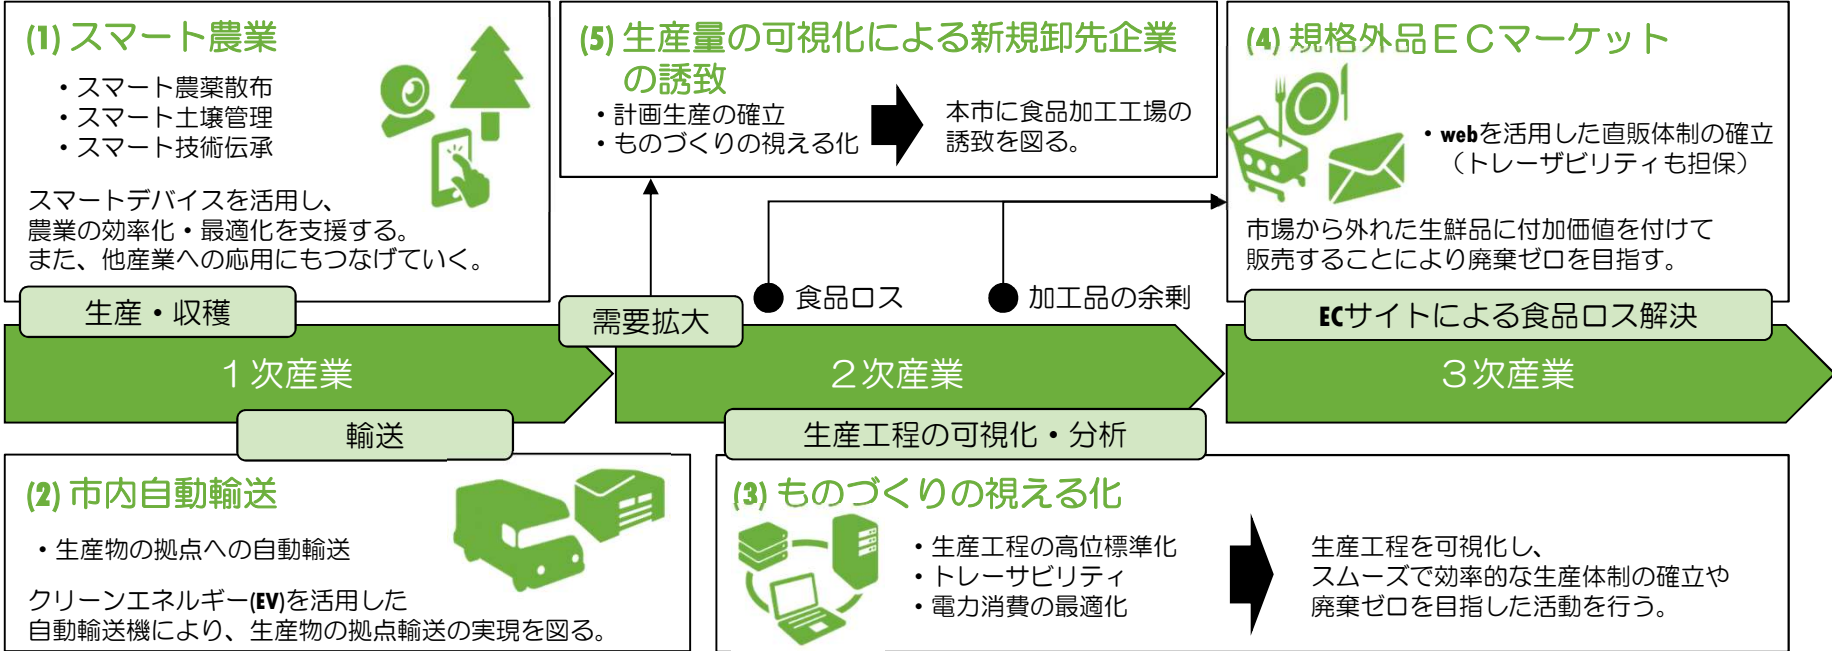 (1) スマート農業
・スマート農薬散布
・スマート土壌管理
・スマート技術伝承
スマートデバイスを活用し、
農業の効率化・最適化を支援する。
また、他産業への応用にもつなげていく。
生産・収穫
(5) 生産量の可視化による新規卸先企業
の誘致
・計画生産の確立
・ものづくりの視える化
本市に食品加工工場の
誘致を図る。
需要拡大
食品ロス
加工品の余剰
(4) 規格外品ＥＣマーケット
・webを活用した直販体制の確立
（トレーザビリティも担保）
市場から外れた生鮮品に付加価値を付けて
販売することにより廃棄ゼロを目指す。
ECサイトによる食品ロス解決
１次産業
２次産業
３次産業
輸送
(2) 市内自動輸送
・生産物の拠点への自動輸送
クリーンエネルギー(EV)を活用した
自動輸送機により、生産物の拠点輸送の実現を図る。
生産工程の可視化・分析
(3) ものづくりの視える化
・生産工程の高位標準化
・トレーサビリティ
・電力消費の最適化
生産工程を可視化し、
スムーズで効率的な生産体制の確立や
廃棄ゼロを目指した活動を行う。